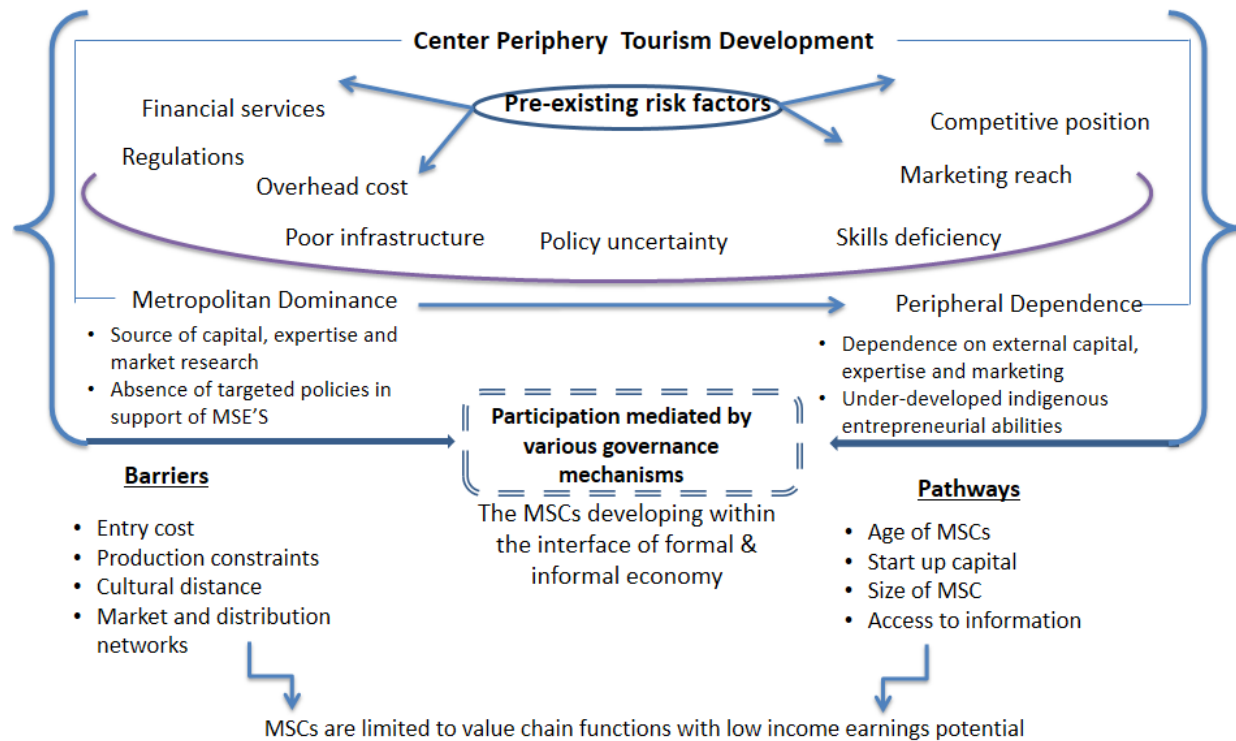 Center Periphery Tourism Development
Pre-existing risk factors
Financial services
Competitive position
Regulations
Marketing reach
Overhead cost
Poor infrastructure
Policy uncertainty
Skills deficiency
Metropolitan Dominance
• Source of capital, expertise and
market research
• Absence of targeted policies in
support of MSE'S
Peripheral Dependence
• Dependence on external capital,
expertise and marketing
• Under-developed indigenous
entrepreneurial abilities
Participation mediated by
various governance
mechanisms
The MSCs developing within
the interface of formal &
informal economy
Barriers
• Entry cost
• Production constraints
• Cultural distance
• Market and distribution
networks
Pathways
• Age of MSCs
• Start up capital
• Size of MSC
• Access to information
MSCs are limited to value chain functions with low income earnings potential